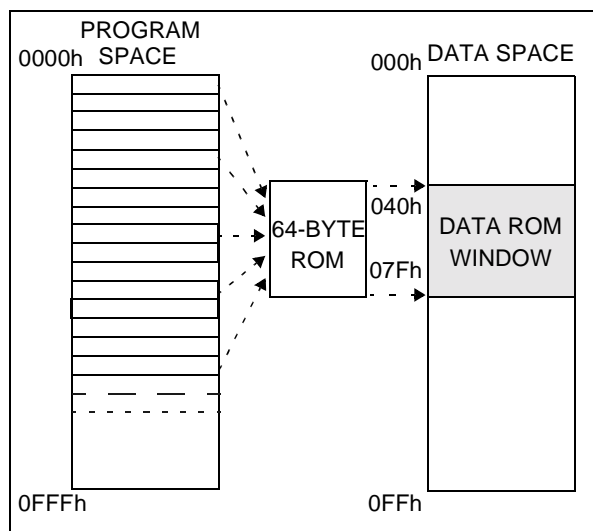 PROGRAM
SPACE
0000h
000h
DATA SPACE
64-BYTE
ROM
040h
07Fh
DATA ROM
WINDOW
0FFFh
0FFh